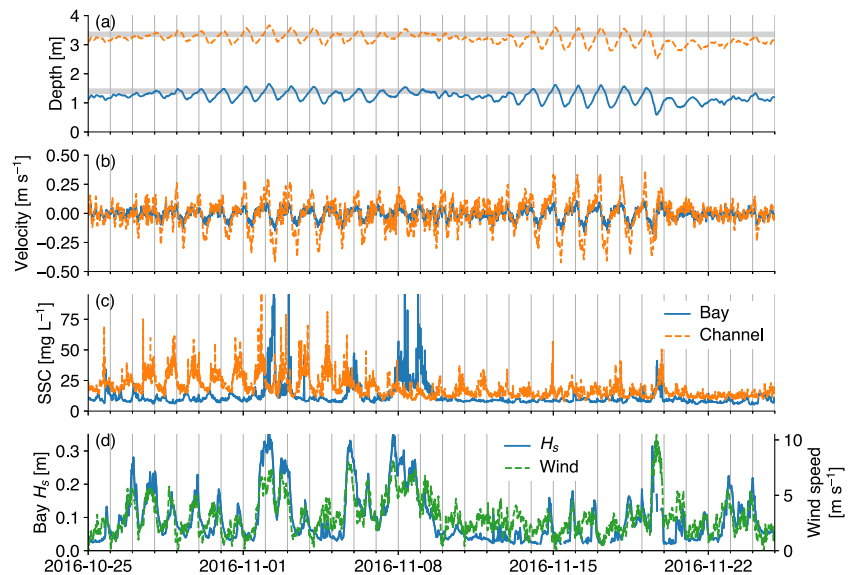 (a)
Depth [m]
4
3
2
1
0
(b)
Velocity [m s⁻¹]
0.50
0.25
0.00
−0.25
−0.50
(c)
SSC [mg L⁻¹]
75
50
25
0
Bay
Channel
(d)
Bay Hₛ [m]
0.3
0.2
0.1
0.0
Hₛ
Wind
10
5
0
Wind speed
[m s⁻¹]
2016-10-25 2016-11-01 2016-11-08 2016-11-15 2016-11-22